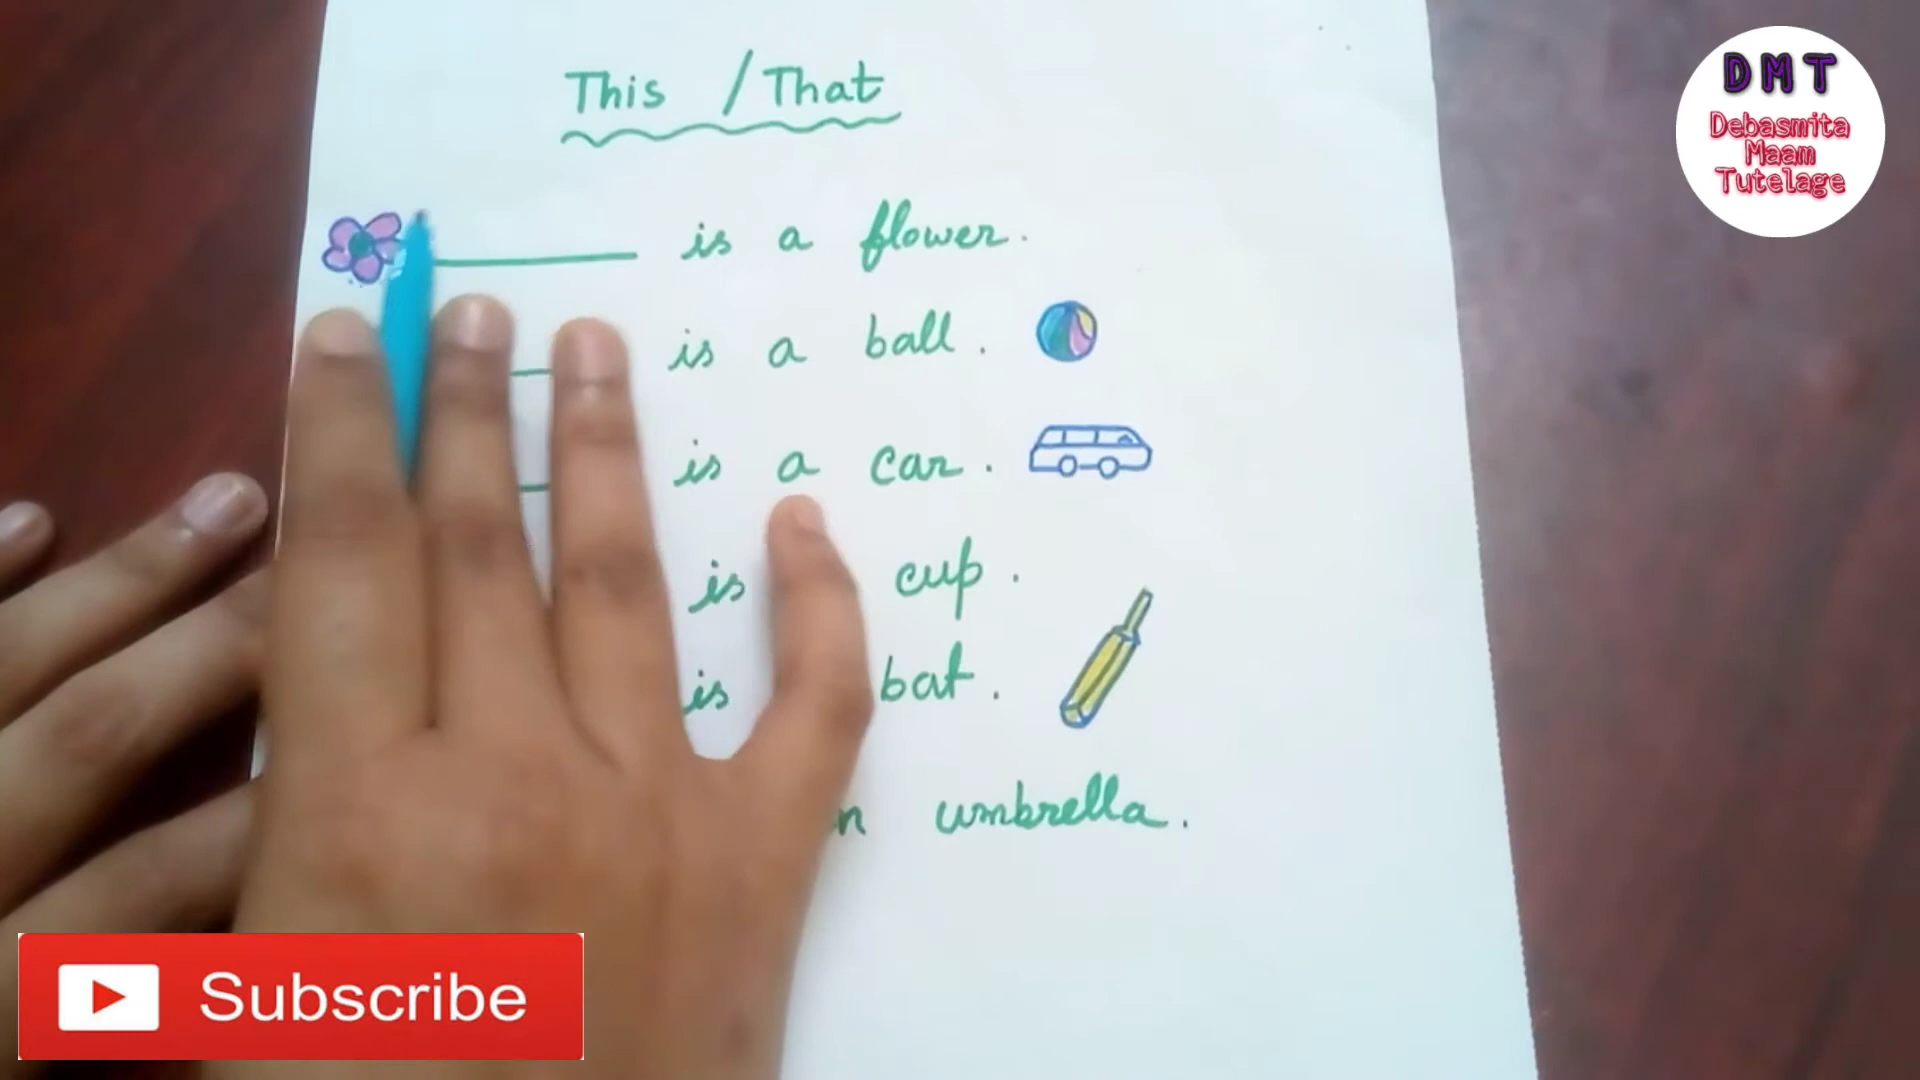 This / That
is a flower.
is a ball.
is a car.
is cup.
is bat.
umbrella.
DMT
Debasmita
Maam
Tutelage
Subscribe